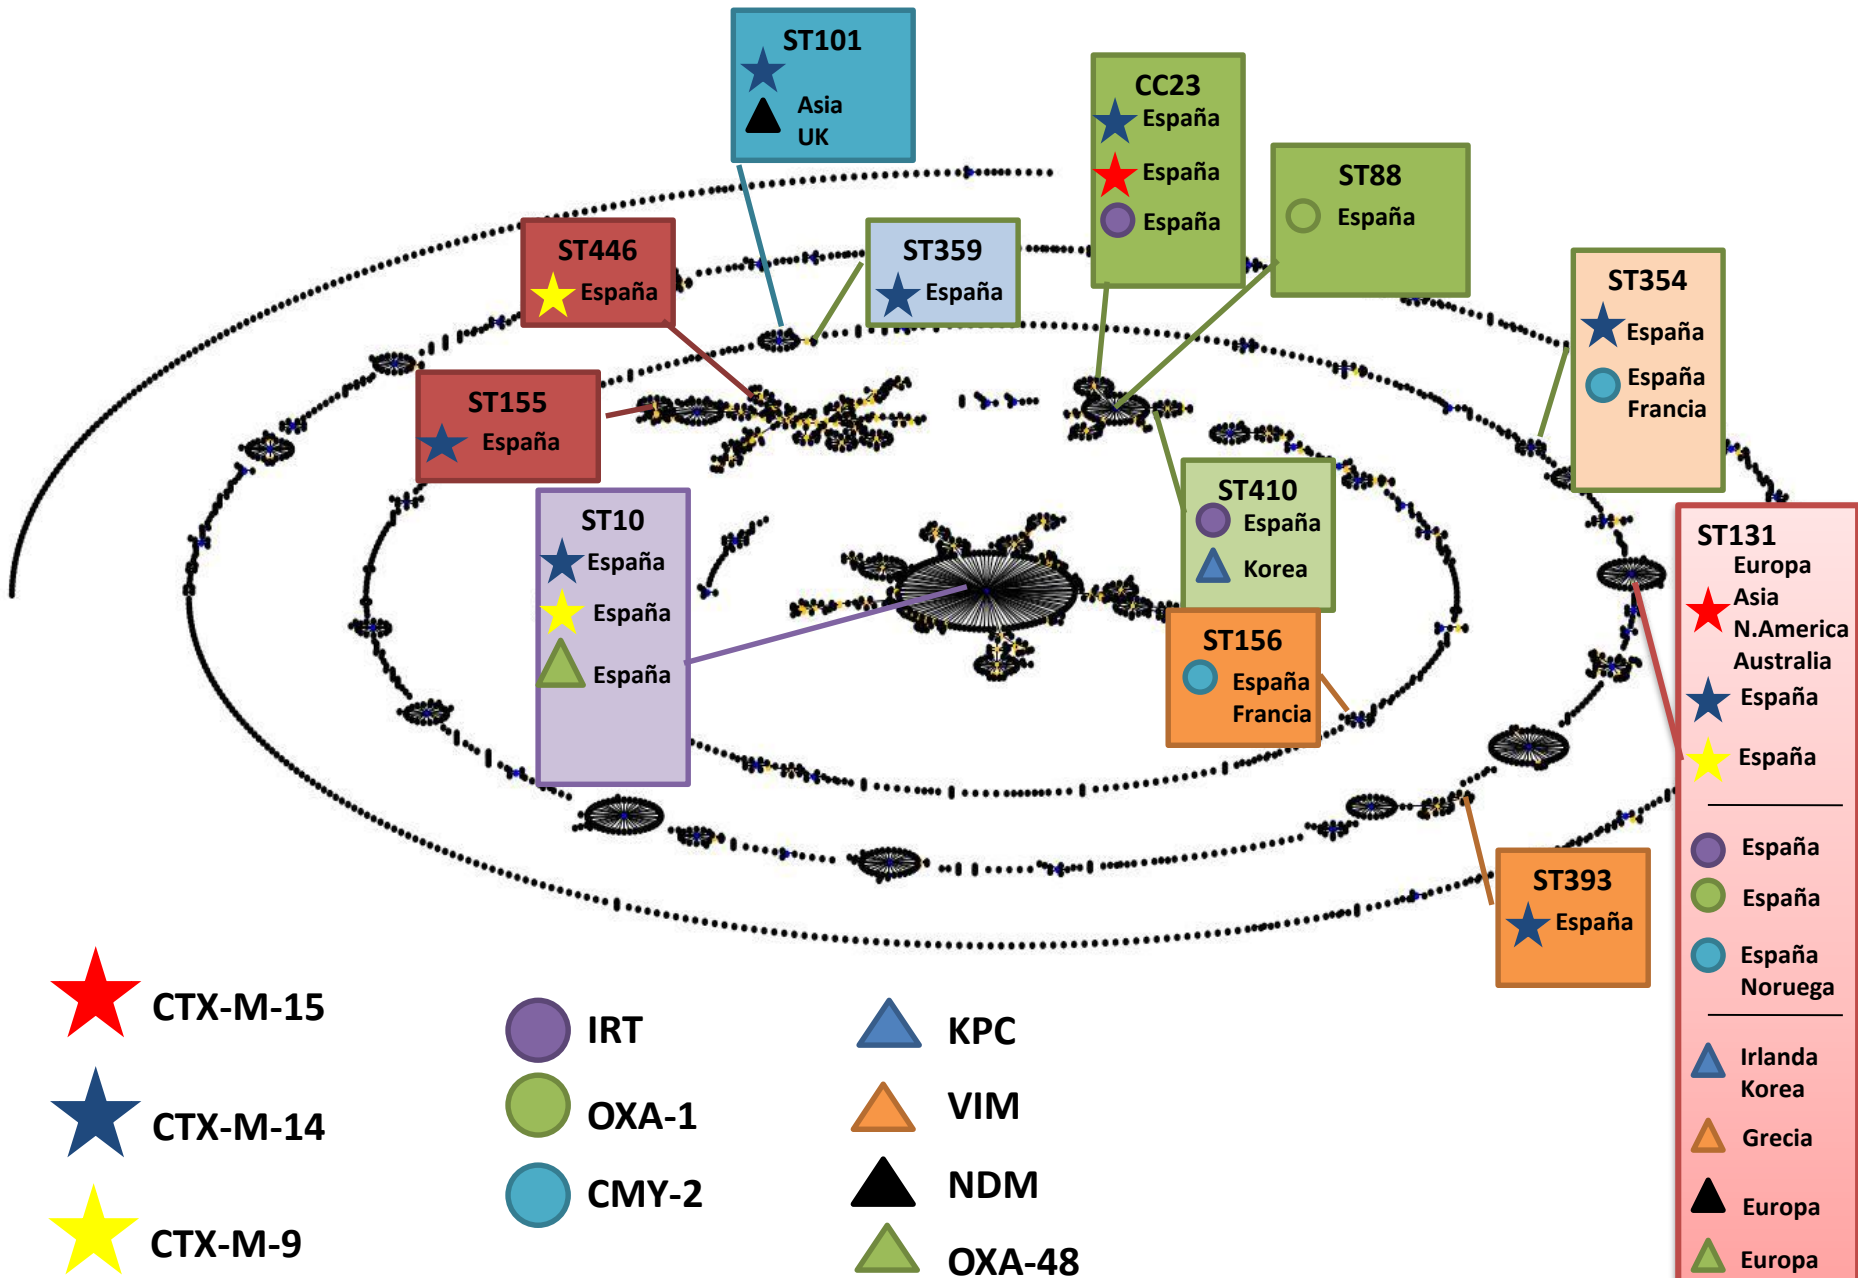 ST101
Asia
UK
CC23
España
España
España
ST88
España
ST446
España
ST359
España
ST354
España
España
Francia
ST155
España
ST10
España
España
España
ST410
España
Korea
ST156
España
Francia
ST131
Europa
Asia
N.America
Australia
España
España
España
España
España
Noruega
Irlanda
Korea
Grecia
Europa
Europa
ST393
España
CTX-M-15
CTX-M-14
CTX-M-9
IRT
OXA-1
CMY-2
KPC
VIM
NDM
OXA-48